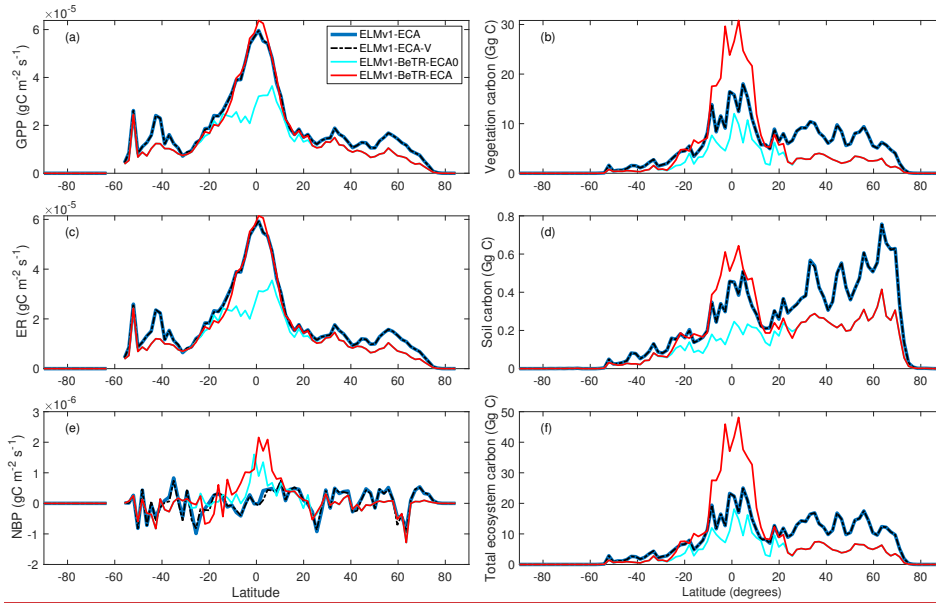 ×10⁻⁵
(a)
ELMv1-ECA
ELMv1-ECA-V
ELMv1-BeTR-ECA0
ELMv1-BeTR-ECA
GPP (gC m⁻² s⁻¹)
6
4
2
0
-80 -60 -40 -20 0 20 40 60 80
(b)
Vegetation carbon (Gg C)
30
20
10
0
-80 -60 -40 -20 0 20 40 60 80
×10⁻⁵
(c)
ER (gC m⁻² s⁻¹)
6
4
2
0
-80 -60 -40 -20 0 20 40 60 80
(d)
Soil carbon (Gg C)
0.8
0.6
0.4
0.2
0
-80 -60 -40 -20 0 20 40 60 80
×10⁻⁶
(e)
NBP (gC m⁻² s⁻¹)
3
2
1
0
-1
-2
-80 -60 -40 -20 0 20 40 60 80
Latitude
(f)
Total ecosystem carbon (Gg C)
50
40
30
20
10
0
-80 -60 -40 -20 0 20 40 60 80
Latitude (degrees)